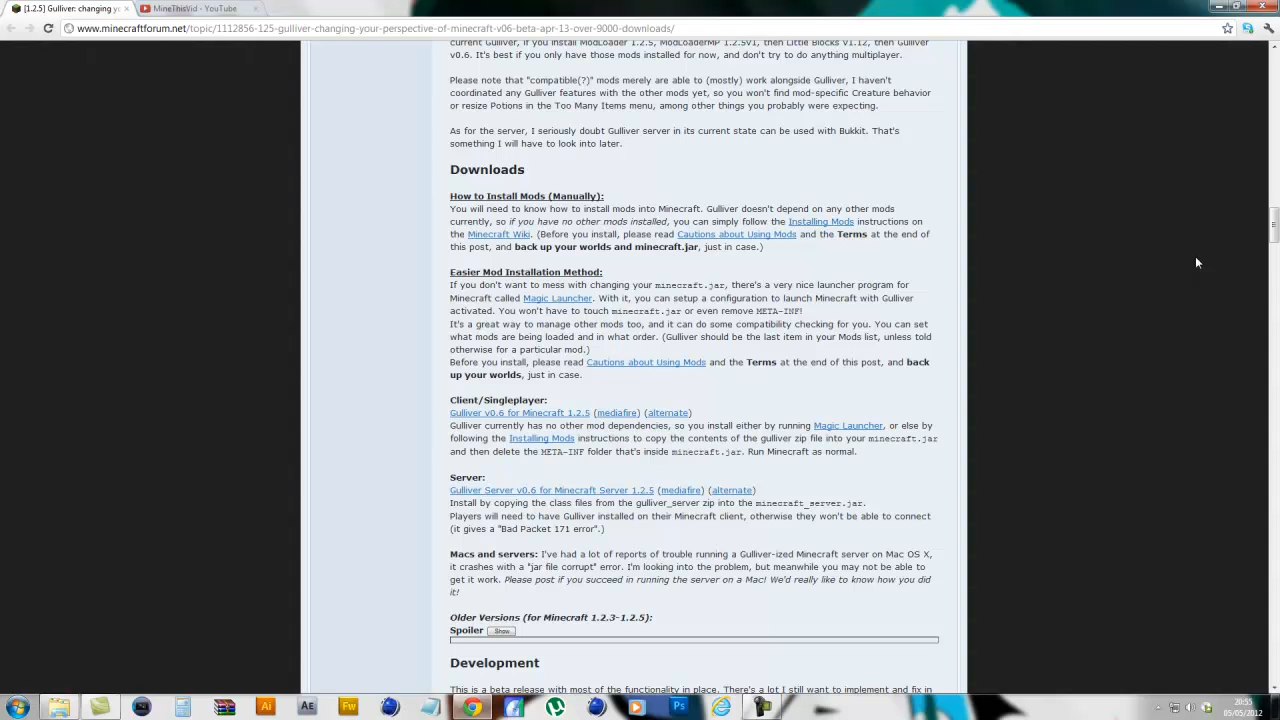 [1.2.5] Gulliver: changing yo
MineThisVid - YouTube
www.minecraftforum.net/topic/1112856-125-gulliver-changing-your-perspective-of-minecraft-v06-beta-apr-13-over-9000-downloads/
current Gulliver, if you install ModLoader 1.2.5, ModLoaderMP 1.2.5v1, then Little Blocks v1.12, then Gulliver
v0.6. It's best if you only have those mods installed for now, and don't try to do anything multiplayer.
Please note that "compatible(?)" mods merely are able to (mostly) work alongside Gulliver, I haven't
coordinated any Gulliver features with the other mods yet, so you won't find mod-specific Creature behavior
or resize Potions in the Too Many Items menu, among other things you probably were expecting.
As for the server, I seriously doubt Gulliver server in its current state can be used with Bukkit. That's
something I will have to look into later.
Downloads
How to Install Mods (Manually):
You will need to know how to install mods into Minecraft. Gulliver doesn't depend on any other mods
currently, so if you have no other mods installed, you can simply follow the Installing Mods instructions on
the Minecraft Wiki. (Before you install, please read Cautions about Using Mods and the Terms at the end of
this post, and back up your worlds and minecraft.jar, just in case.)
Easier Mod Installation Method:
If you don't want to mess with changing your minecraft.jar, there's a very nice launcher program for
Minecraft called Magic Launcher. With it, you can setup a configuration to launch Minecraft with Gulliver
activated. You won't have to touch minecraft.jar or even remove META-INF!
It's a great way to manage other mods too, and it can do some compatibility checking for you. You can set
what mods are being loaded and in what order. (Gulliver should be the last item in your Mods list, unless told
otherwise for a particular mod.)
Before you install, please read Cautions about Using Mods and the Terms at the end of this post, and back
up your worlds, just in case.
Client/Singleplayer:
Gulliver v0.6 for Minecraft 1.2.5 (mediafire) (alternate)
Gulliver currently has no other mod dependencies, so you install either by running Magic Launcher, or else by
following the Installing Mods instructions to copy the contents of the gulliver zip file into your minecraft.jar
and then delete the META-INF folder that's inside minecraft.jar. Run Minecraft as normal.
Server:
Gulliver Server v0.6 for Minecraft Server 1.2.5 (mediafire) (alternate)
Install by copying the class files from the gulliver_server zip into the minecraft_server.jar.
Players will need to have Gulliver installed on their Minecraft client, otherwise they won't be able to connect
(it gives a "Bad Packet 171 error".)
Macs and servers: I've had a lot of reports of trouble running a Gulliver-ized Minecraft server on Mac OS X,
it crashes with a "jar file corrupt" error. I'm looking into the problem, but meanwhile you may not be able to
get it work. Please post if you succeed in running the server on a Mac! We'd really like to know how you did
it!
Older Versions (for Minecraft 1.2.3-1.2.5):
Spoiler Show
Development
This is a beta release with most of the functionality in place. There's a lot I still want to implement and fix in
Ai
AE
Fw
Ps
20:55
05/05/2012